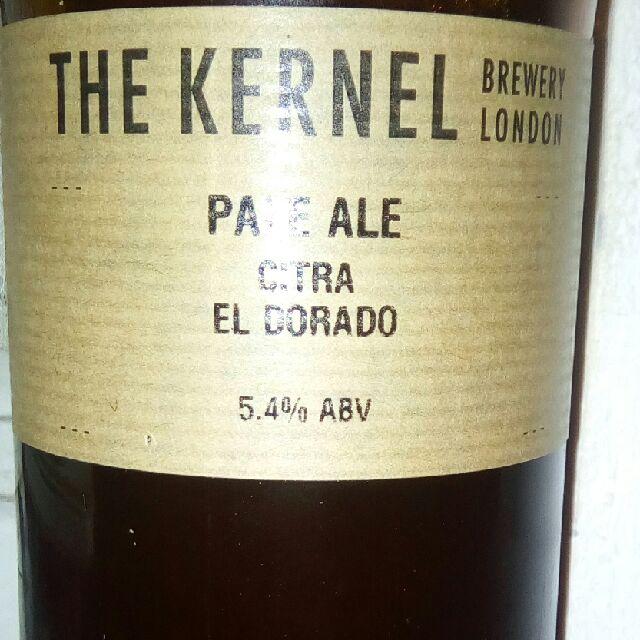 THE KERNEL
BREWERY
LONDON
PALE ALE
CITRA
EL DORADO
5.4% ABV